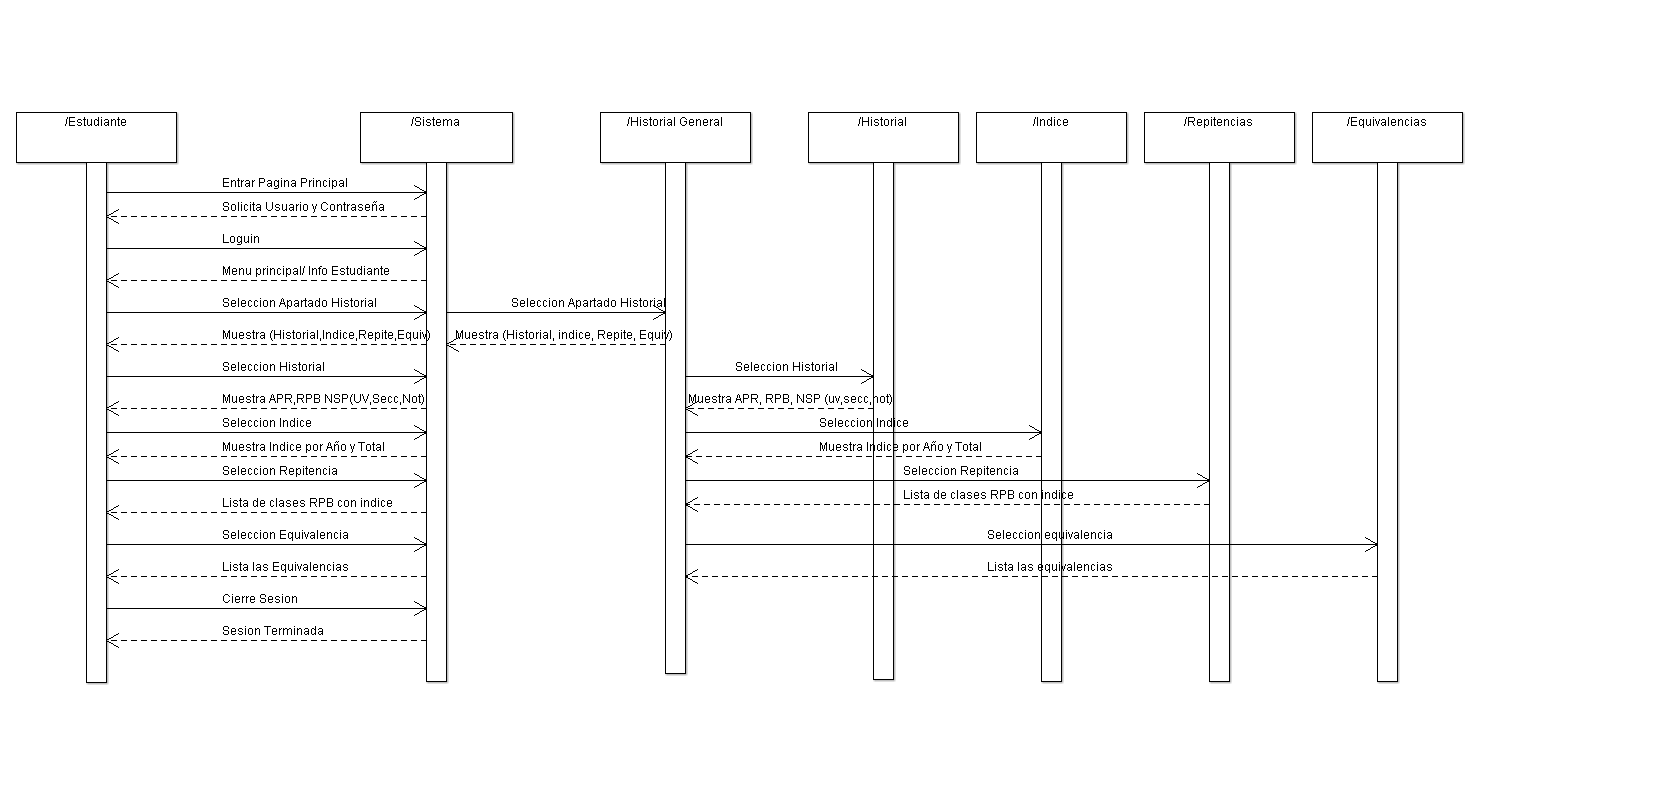 /Estudiante
/Sistema
/Historial General
/Historial
/Indice
/Repitencias
/Equivalencias
Entrar Pagina Principal
Solicita Usuario y Contraseña
Loguin
Menu principal/ Info Estudiante
Seleccion Apartado Historial
Seleccion Apartado Historial
Muestra (Historial,Indice,Repite,Equiv)
Muestra (Historial, indice, Repite, Equiv)
Seleccion Historial
Seleccion Historial
Muestra APR,RPB NSP(UV,Secc,Not)
Muestra APR, RPB, NSP (uv,secc,not)
Seleccion Indice
Seleccion Indice
Muestra Indice por Año y Total
Muestra Indice por Año y Total
Seleccion Repitencia
Seleccion Repitencia
Lista de clases RPB con indice
Lista de clases RPB con indice
Seleccion Equivalencia
Seleccion equivalencia
Lista las Equivalencias
Lista las equivalencias
Cierre Sesion
Sesion Terminada